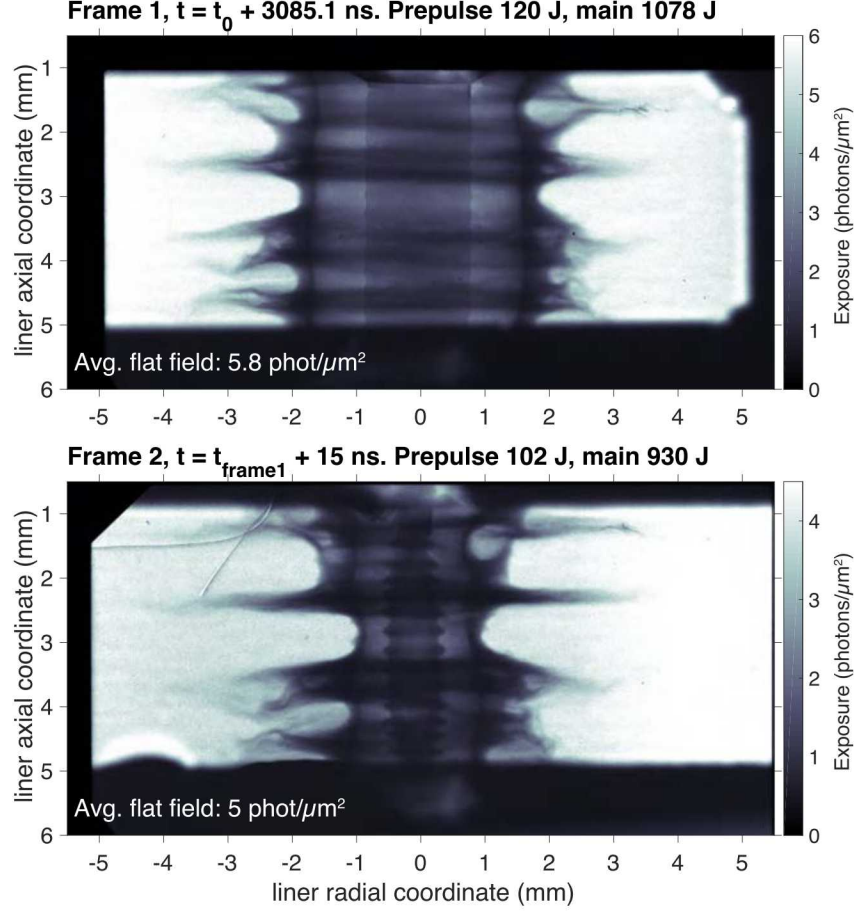 Frame 1, t = t0 + 3085.1 ns. Prepulse 120 J, main 1078 J
liner axial coordinate (mm)
1
2
3
4
5
6
Avg. flat field: 5.8 phot/μm²
-5 -4 -3 -2 -1 0 1 2 3 4 5
6
5
4
3
2
1
0
Exposure (photons/μm²)
Frame 2, t = tframe1 + 15 ns. Prepulse 102 J, main 930 J
liner axial coordinate (mm)
1
2
3
4
5
6
Avg. flat field: 5 phot/μm²
-5 -4 -3 -2 -1 0 1 2 3 4 5
liner radial coordinate (mm)
4
3
2
1
0
Exposure (photons/μm²)